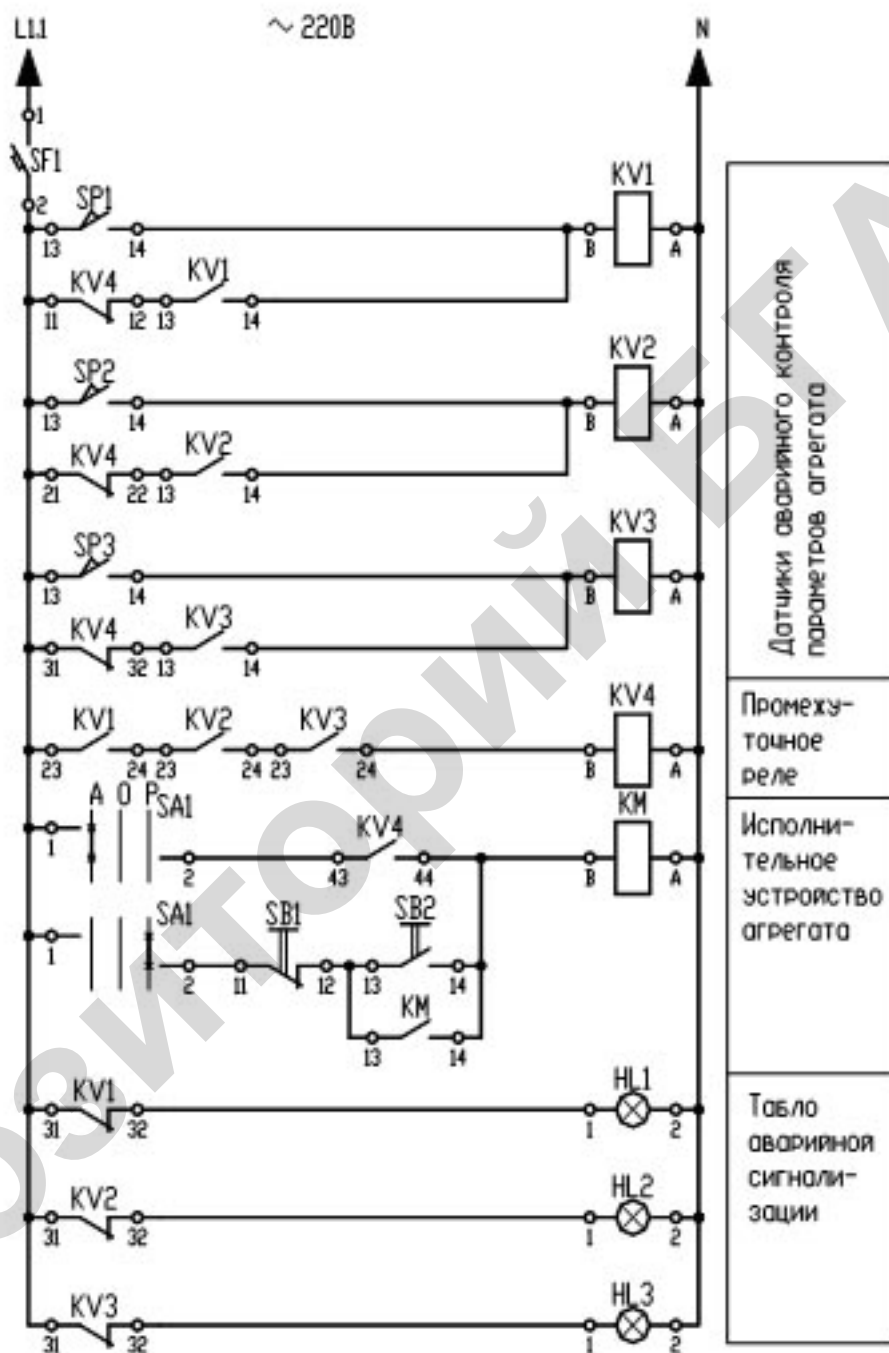 L1.1 ~ 220В N
1
SF1
2 SP1 KV1
13 14 В А
KV4 KV1
11 12 13 14
SP2 KV2
13 14 В А
KV4 KV2
21 22 13 14
SP3 KV3
13 14 В А
KV4 KV3
31 32 13 14
KV1 KV2 KV3 KV4
23 24 23 24 23 24 В А
А О Р SA1 KV4 KM
1 2 43 44 В А
SA1 SB1 SB2
1 2 11 12 13 14
KM
13 14
KV1 HL1
31 32 1 2
KV2 HL2
31 32 1 2
KV3 HL3
31 32 1 2
Датчики аварийного контроля
параметров агрегата
Промежу-
точное
реле
Исполни-
тельное
устройство
агрегата
Табло
аварийной
сигнали-
зации
ОЗИТОРИЙ БГА